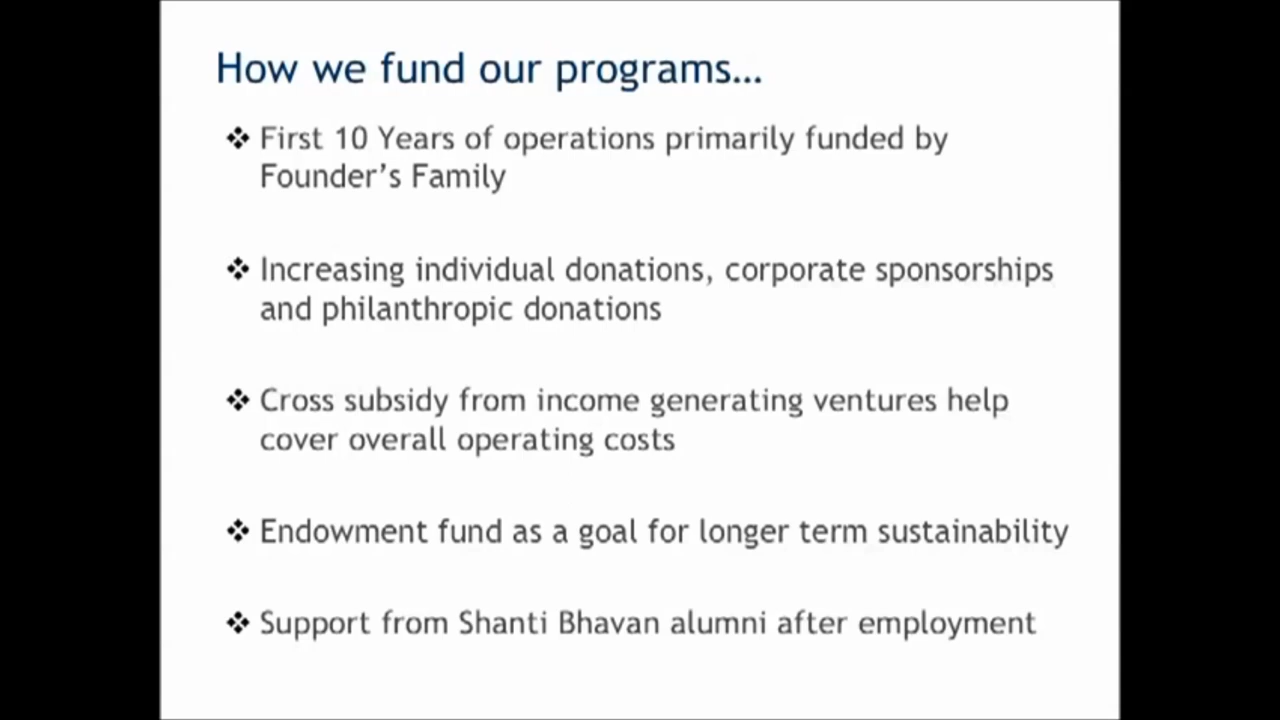 How we fund our programs...
❖ First 10 Years of operations primarily funded by
Founder's Family
❖ Increasing individual donations, corporate sponsorships
and philanthropic donations
❖ Cross subsidy from income generating ventures help
cover overall operating costs
❖ Endowment fund as a goal for longer term sustainability
❖ Support from Shanti Bhavan alumni after employment